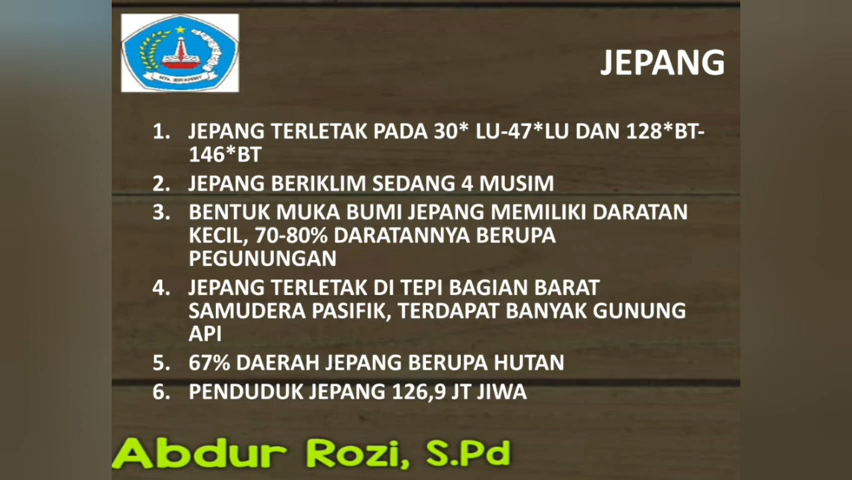 JEPANG
1. JEPANG TERLETAK PADA 30* LU-47*LU DAN 128*BT-
146*BT
2. JEPANG BERIKLIM SEDANG 4 MUSIM
3. BENTUK MUKA BUMI JEPANG MEMILIKI DARATAN
KECIL, 70-80% DARATANNYA BERUPA
PEGUNUNGAN
4. JEPANG TERLETAK DI TEPI BAGIAN BARAT
SAMUDERA PASIFIK, TERDAPAT BANYAK GUNUNG
API
5. 67% DAERAH JEPANG BERUPA HUTAN
6. PENDUDUK JEPANG 126,9 JT JIWA
Abdur Rozi, S.Pd